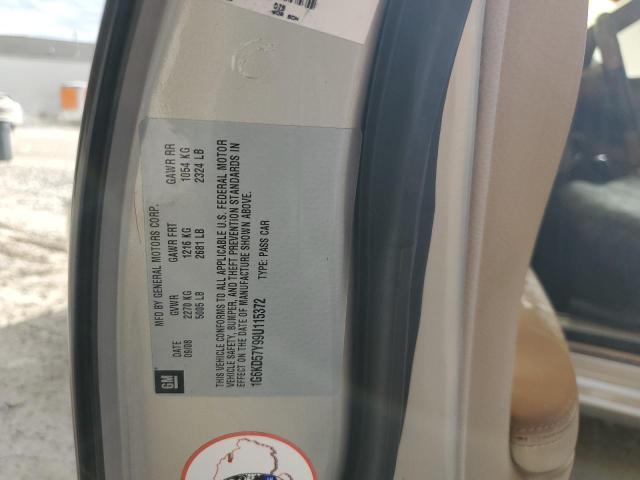 GM
MFD BY GENERAL MOTORS CORP.
DATE GVWR GAWR FRT GAWR RR
09/08 2270 KG 1216 KG 1054 KG
5005 LB 2681 LB 2324 LB
THIS VEHICLE CONFORMS TO ALL APPLICABLE U.S. FEDERAL MOTOR
VEHICLE SAFETY, BUMPER, AND THEFT PREVENTION STANDARDS IN
EFFECT ON THE DATE OF MANUFACTURE SHOWN ABOVE.
1G6KD57Y99U115372 TYPE: PASS CAR